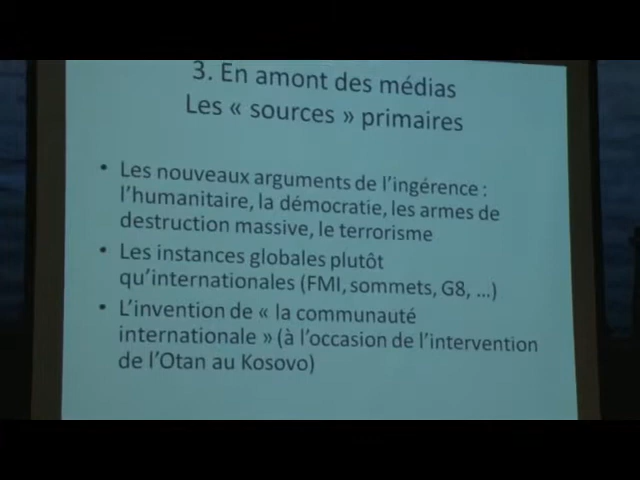 3. En amont des médias
Les « sources » primaires
• Les nouveaux arguments de l'ingérence :
l'humanitaire, la démocratie, les armes de
destruction massive, le terrorisme
• Les instances globales plutôt
qu'internationales (FMI, sommets, G8, ...)
• L'invention de « la communauté
internationale » (à l'occasion de l'intervention
de l'Otan au Kosovo)